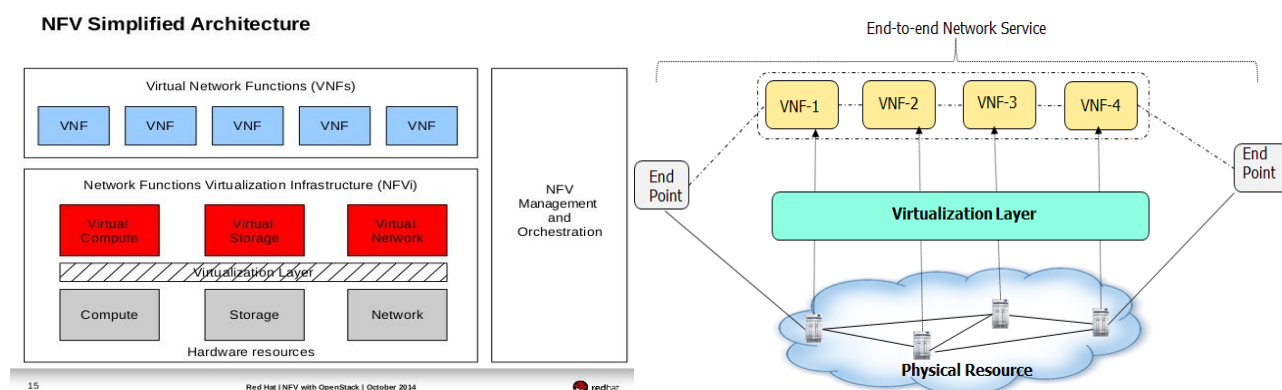 NFV Simplified Architecture
Virtual Network Functions (VNFs)
VNF
VNF
VNF
VNF
VNF
Network Functions Virtualization Infrastructure (NFVi)
Virtual
Compute
Virtual
Storage
Virtual
Network
Virtualization Layer
Compute
Storage
Network
Hardware resources
NFV
Management
and
Orchestration
15
Red Hat | NFV with OpenStack | October 2014
redhat
End-to-end Network Service
VNF-1
VNF-2
VNF-3
VNF-4
End
Point
End
Point
Virtualization Layer
Physical Resource